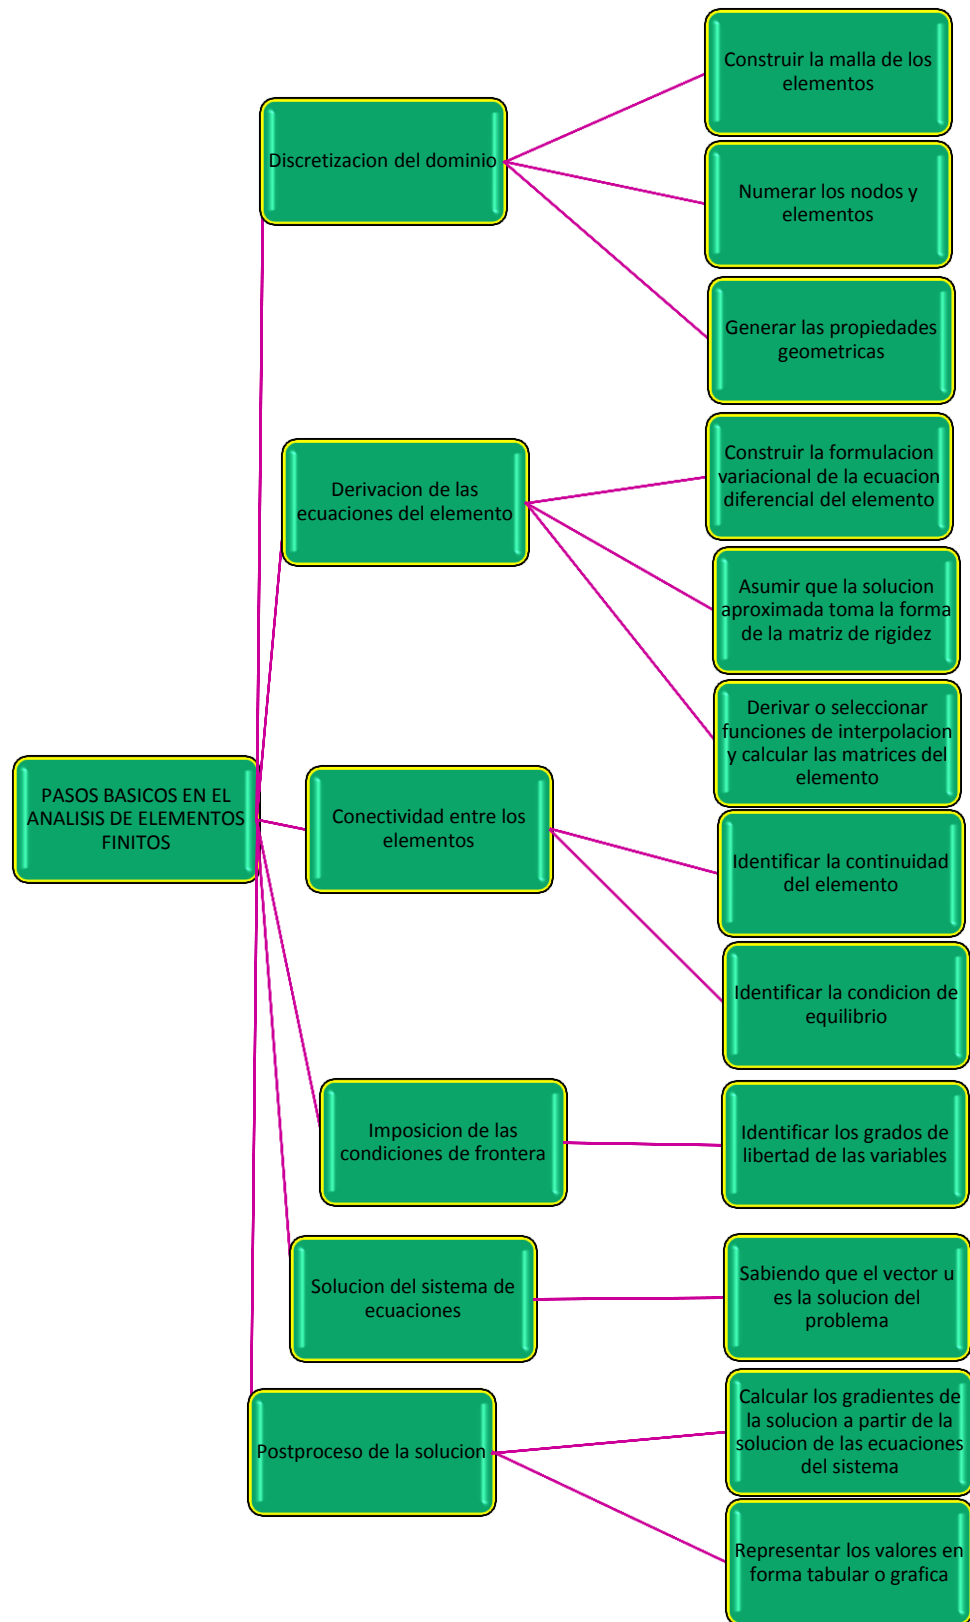 Construir la malla de los
elementos
Discretizacion del dominio
Numerar los nodos y
elementos
Generar las propiedades
geometricas
Construir la formulacion
variacional de la ecuacion
diferencial del elemento
Derivacion de las
ecuaciones del elemento
Asumir que la solucion
aproximada toma la forma
de la matriz de rigidez
Derivar o seleccionar
funciones de interpolacion
y calcular las matrices del
elemento
PASOS BASICOS EN EL
ANALISIS DE ELEMENTOS
FINITOS
Conectividad entre los
elementos
Identificar la continuidad
del elemento
Identificar la condicion de
equilibrio
Imposicion de las
condiciones de frontera
Identificar los grados de
libertad de las variables
Solucion del sistema de
ecuaciones
Sabiendo que el vector u
es la solucion del
problema
Calcular los gradientes de
la solucion a partir de la
solucion de las ecuaciones
del sistema
Postproceso de la solucion
Representar los valores en
forma tabular o grafica